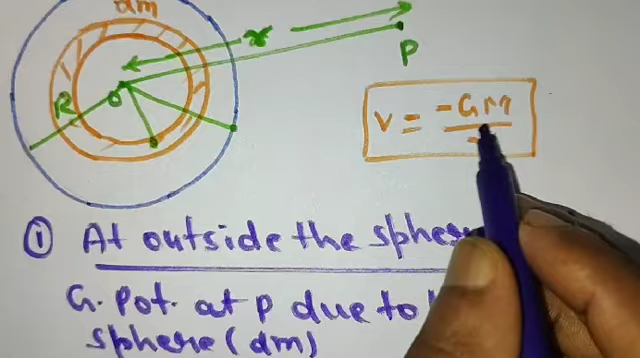 dm
x
P
R
O
V = -GM
① At outside the sphere
G. Pot. at P due to
sphere (dm)